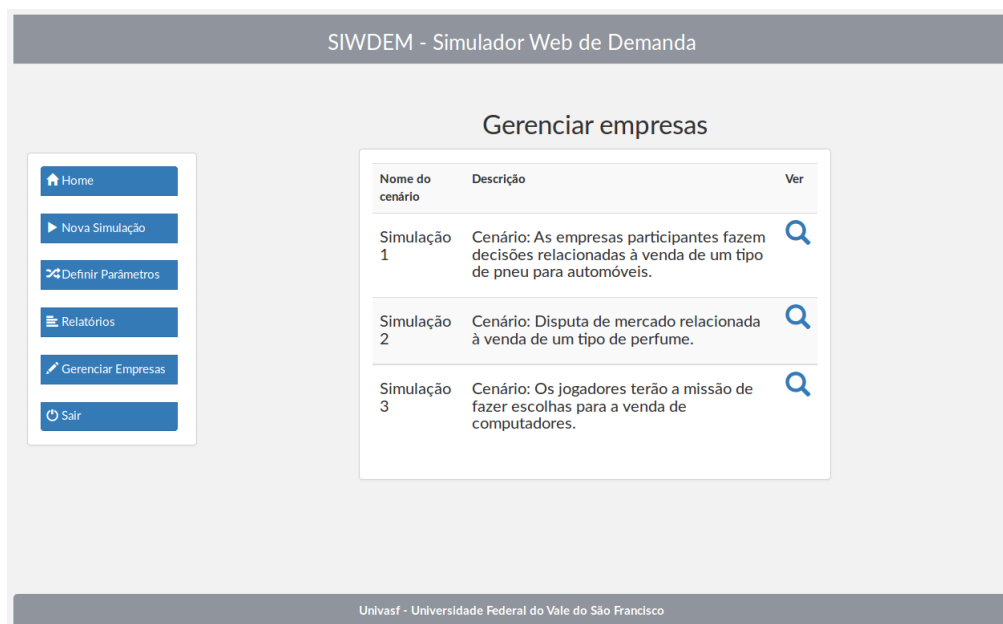 SIWDEM - Simulador Web de Demanda
Gerenciar empresas
Home
Nova Simulação
Definir Parâmetros
Relatórios
Gerenciar Empresas
Sair
Nome do
cenário
Descrição
Ver
Simulação
1
Cenário: As empresas participantes fazem
decisões relacionadas à venda de um tipo
de pneu para automóveis.
Simulação
2
Cenário: Disputa de mercado relacionada
à venda de um tipo de perfume.
Simulação
3
Cenário: Os jogadores terão a missão de
fazer escolhas para a venda de
computadores.
Univasf - Universidade Federal do Vale do São Francisco